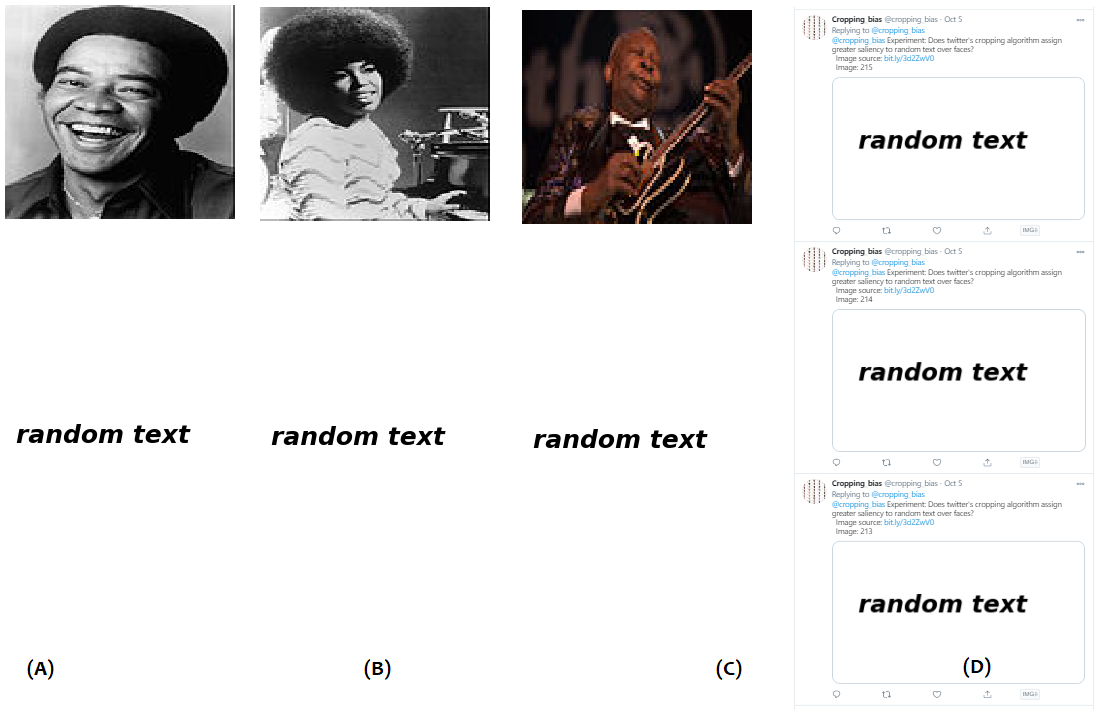 random text
random text
random text
(A)
(B)
(C)
Cropping_bias @cropping_bias · Oct 5
Replying to @cropping_bias
@cropping_bias Experiment: Does twitter's cropping algorithm assign
greater saliency to random text over faces?
Image source: bit.ly/3d2ZwV0
Image: 215
random text
IMG≡
Cropping_bias @cropping_bias · Oct 5
Replying to @cropping_bias
@cropping_bias Experiment: Does twitter's cropping algorithm assign
greater saliency to random text over faces?
Image source: bit.ly/3d2ZwV0
Image: 214
random text
IMG≡
Cropping_bias @cropping_bias · Oct 5
Replying to @cropping_bias
@cropping_bias Experiment: Does twitter's cropping algorithm assign
greater saliency to random text over faces?
Image source: bit.ly/3d2ZwV0
Image: 213
random text
(D)
IMG≡